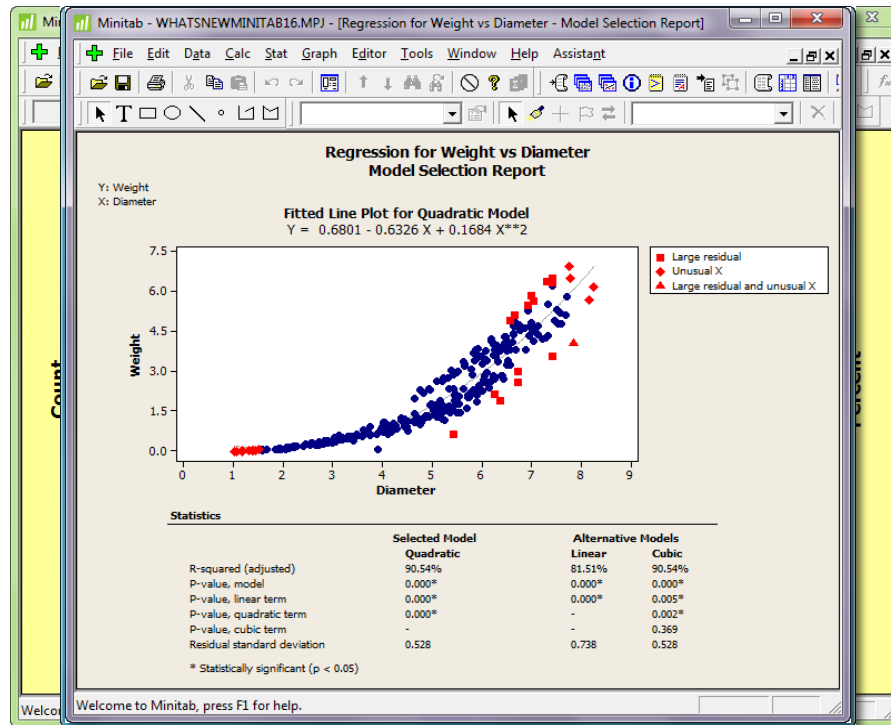 Mi
Minitab - WHATSNEWMINITAB16.MPJ - [Regression for Weight vs Diameter - Model Selection Report]
File Edit Data Calc Stat Graph Editor Tools Window Help Assistant
Regression for Weight vs Diameter
Model Selection Report
Y: Weight
X: Diameter
Fitted Line Plot for Quadratic Model
Y = 0.6801 - 0.6326 X + 0.1684 X**2
7.5
6.0
4.5
3.0
1.5
0.0
Weight
0 1 2 3 4 5 6 7 8 9
Diameter
Large residual
Unusual X
Large residual and unusual X
Count
Percent
Statistics
Selected Model Alternative Models
Quadratic Linear Cubic
R-squared (adjusted) 90.54% 81.51% 90.54%
P-value, model 0.000* 0.000* 0.000*
P-value, linear term 0.000* 0.000* 0.005*
P-value, quadratic term 0.000* - 0.002*
P-value, cubic term - - 0.369
Residual standard deviation 0.528 0.738 0.528
* Statistically significant (p < 0.05)
Welcome to Minitab, press F1 for help.
Welco